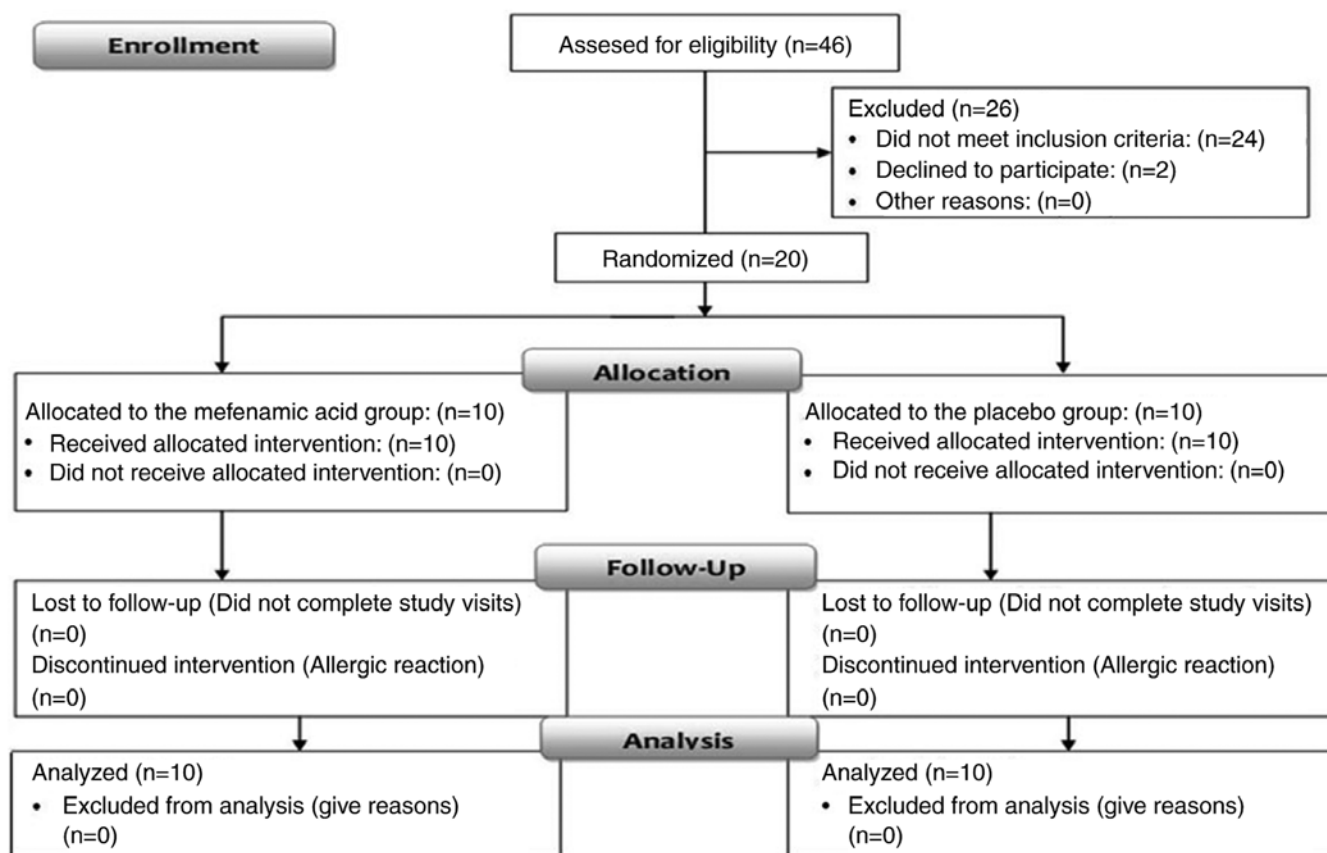 Enrollment
Assesed for eligibility (n=46)
Excluded (n=26)
• Did not meet inclusion criteria: (n=24)
• Declined to participate: (n=2)
• Other reasons: (n=0)
Randomized (n=20)
Allocation
Allocated to the mefenamic acid group: (n=10)
• Received allocated intervention: (n=10)
• Did not receive allocated intervention: (n=0)
Allocated to the placebo group: (n=10)
• Received allocated intervention: (n=10)
• Did not receive allocated intervention: (n=0)
Follow-Up
Lost to follow-up (Did not complete study visits)
(n=0)
Discontinued intervention (Allergic reaction)
(n=0)
Lost to follow-up (Did not complete study visits)
(n=0)
Discontinued intervention (Allergic reaction)
(n=0)
Analysis
Analyzed (n=10)
• Excluded from analysis (give reasons)
(n=0)
Analyzed (n=10)
• Excluded from analysis (give reasons)
(n=0)